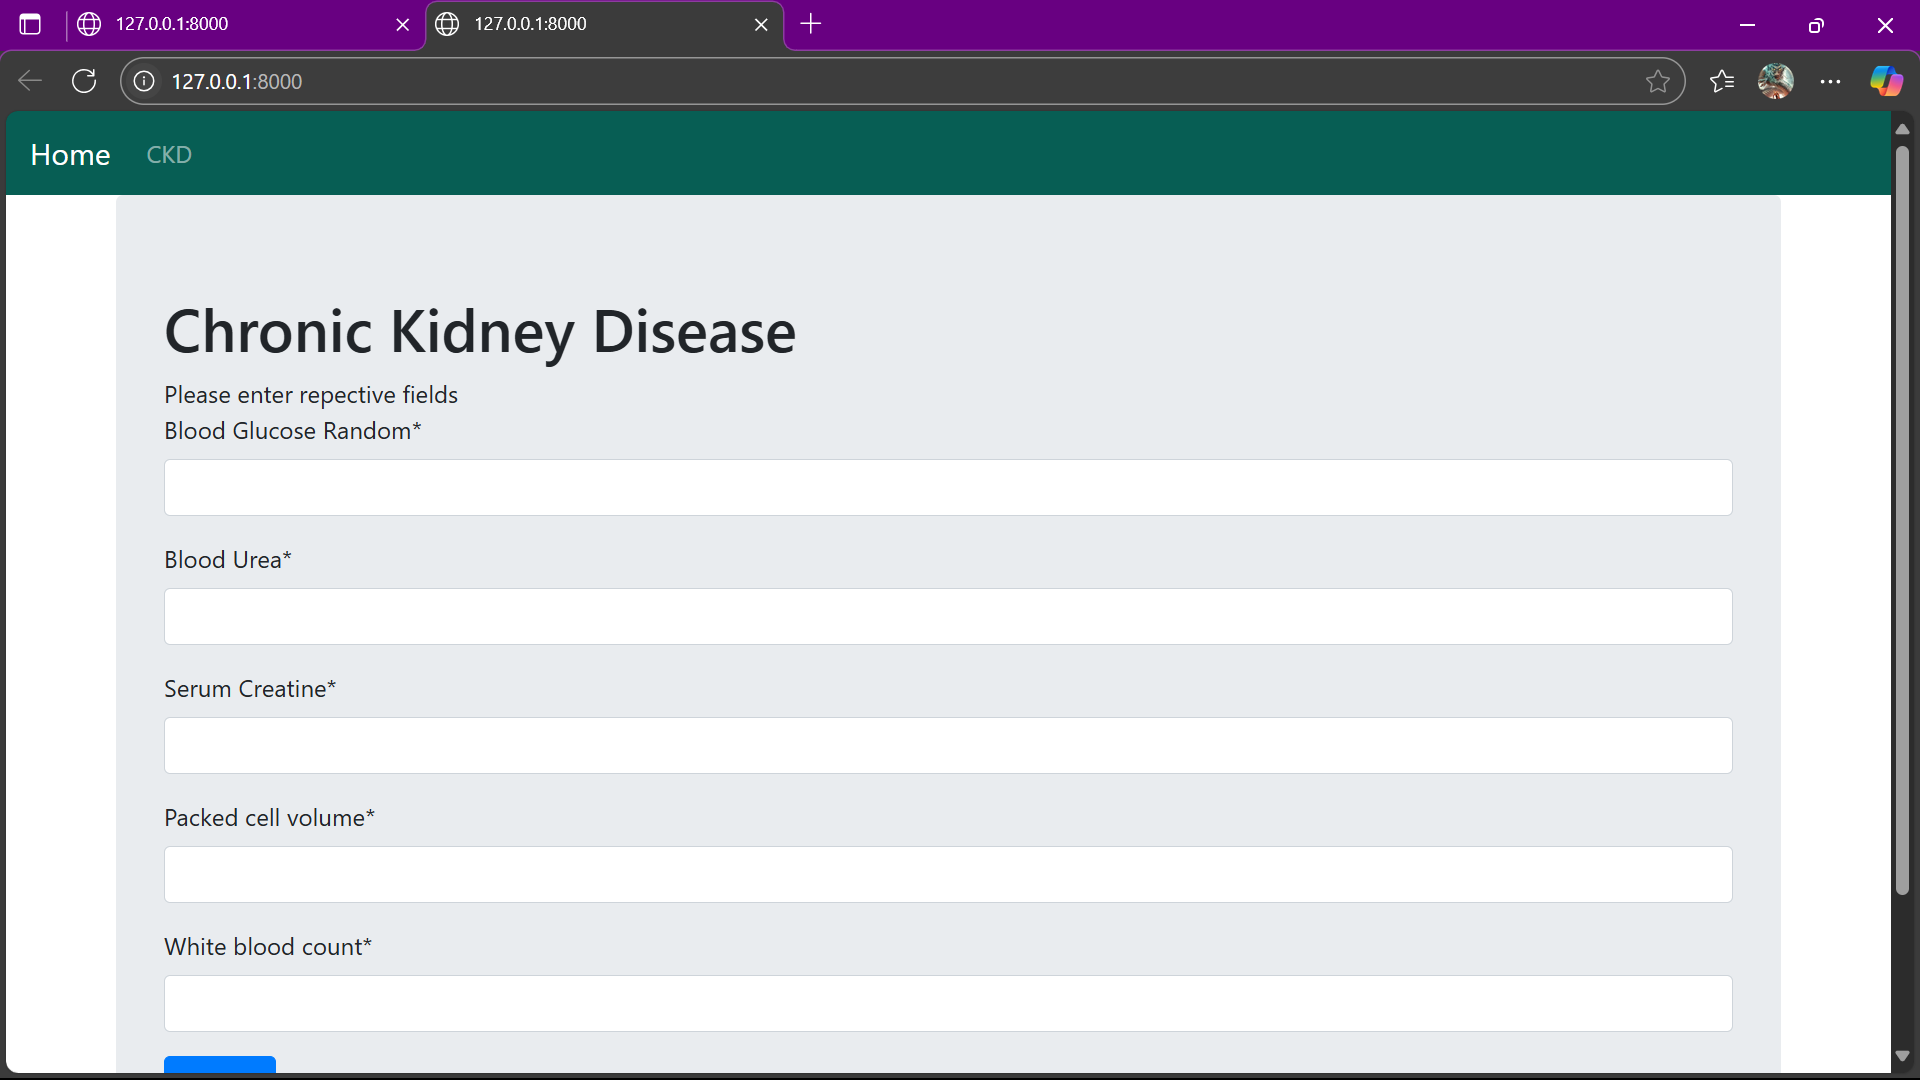 127.0.0.1:8000
127.0.0.1:8000
127.0.0.1:8000
Home CKD
Chronic Kidney Disease
Please enter repective fields
Blood Glucose Random*
Blood Urea*
Serum Creatine*
Packed cell volume*
White blood count*